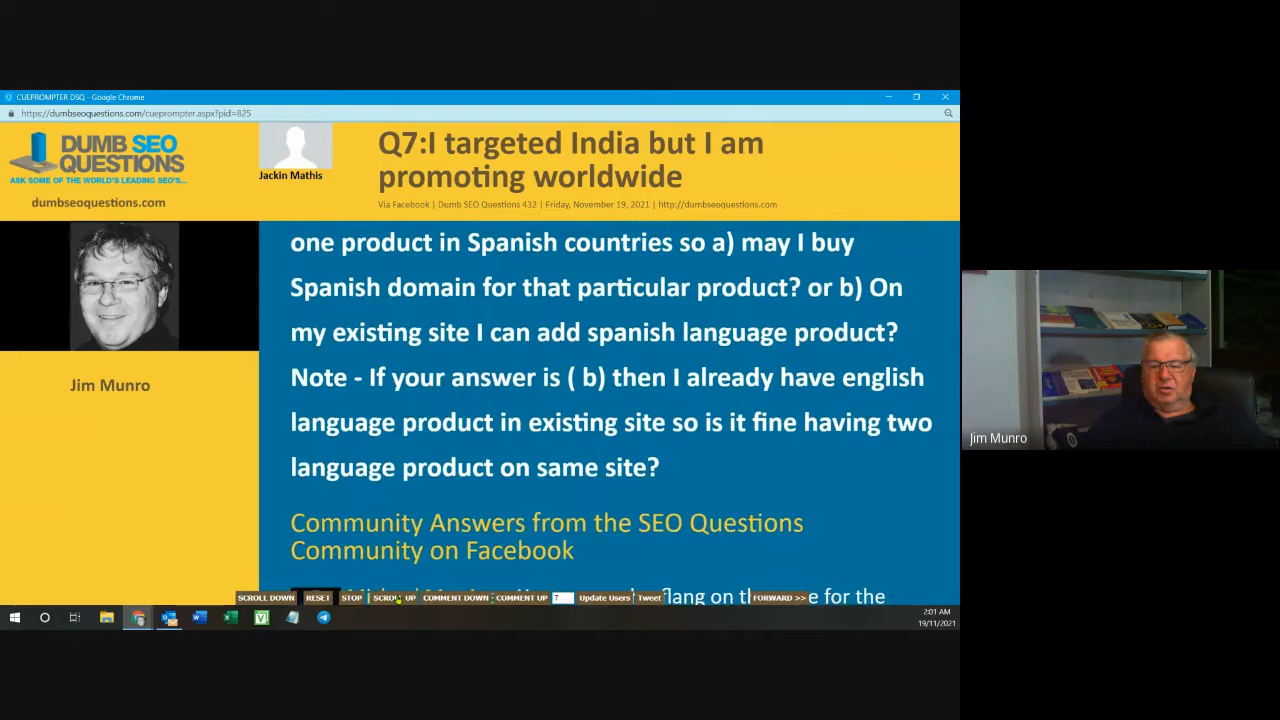 CUEPROMPTER DSQ - Google Chrome
https://dumbseoquestions.com/cueprompter.aspx?pid=825
DUMB SEO
QUESTIONS
ASK SOME OF THE WORLD'S LEADING SEO'S...
dumbseoquestions.com
Jackin Mathis
Q7:I targeted India but I am
promoting worldwide
Via Facebook | Dumb SEO Questions 432 | Friday, November 19, 2021 | http://dumbseoquestions.com
Jim Munro
one product in Spanish countries so a) may I buy
Spanish domain for that particular product? or b) On
my existing site I can add spanish language product?
Note - If your answer is ( b) then I already have english
language product in existing site so is it fine having two
language product on same site?
Community Answers from the SEO Questions
Community on Facebook
flang on e for the
SCROLL DOWN RESET STOP SCROLL UP COMMENT DOWN COMMENT UP 7 Update Users Tweet FORWARD >>
2:01 AM
19/11/2021
Jim Munro